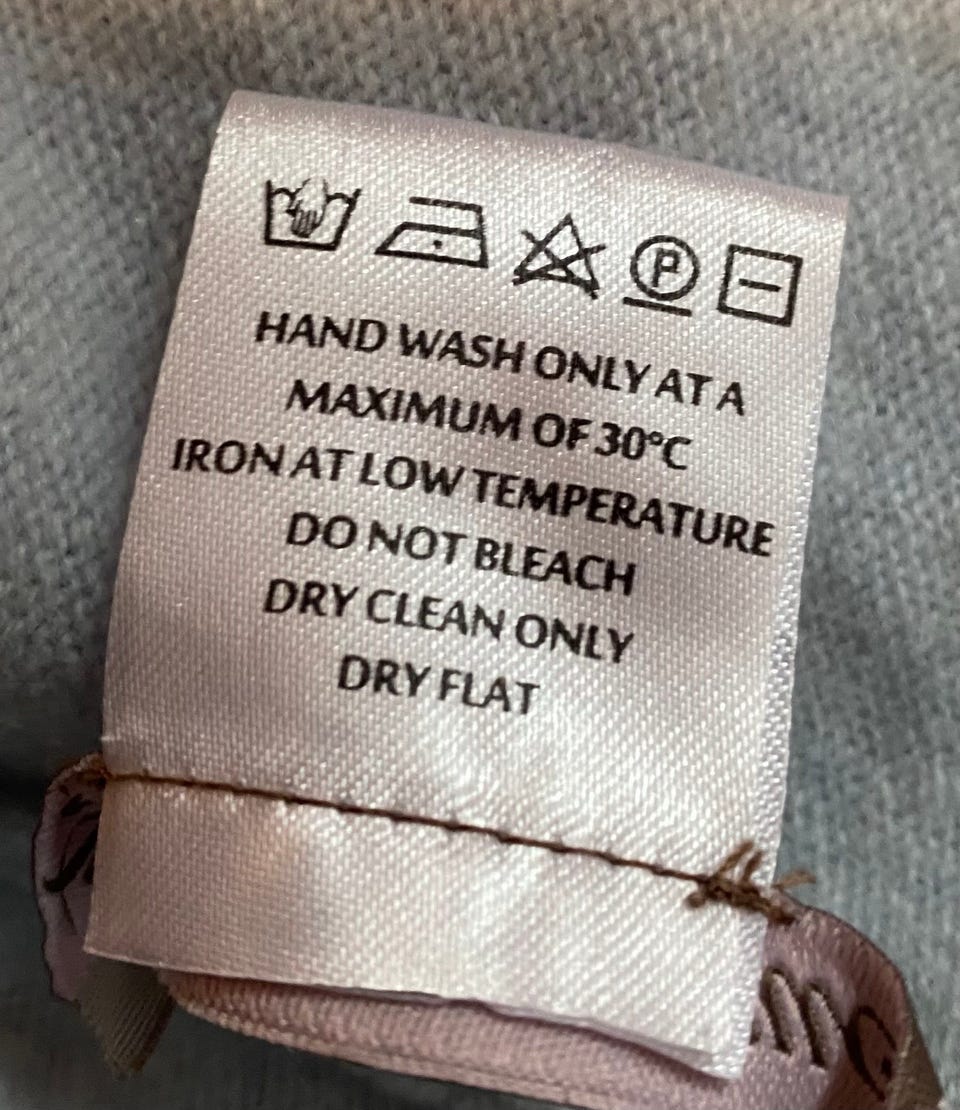 P
HAND WASH ONLY AT A
MAXIMUM OF 30°C
IRON AT LOW TEMPERATURE
DO NOT BLEACH
DRY CLEAN ONLY
DRY FLAT